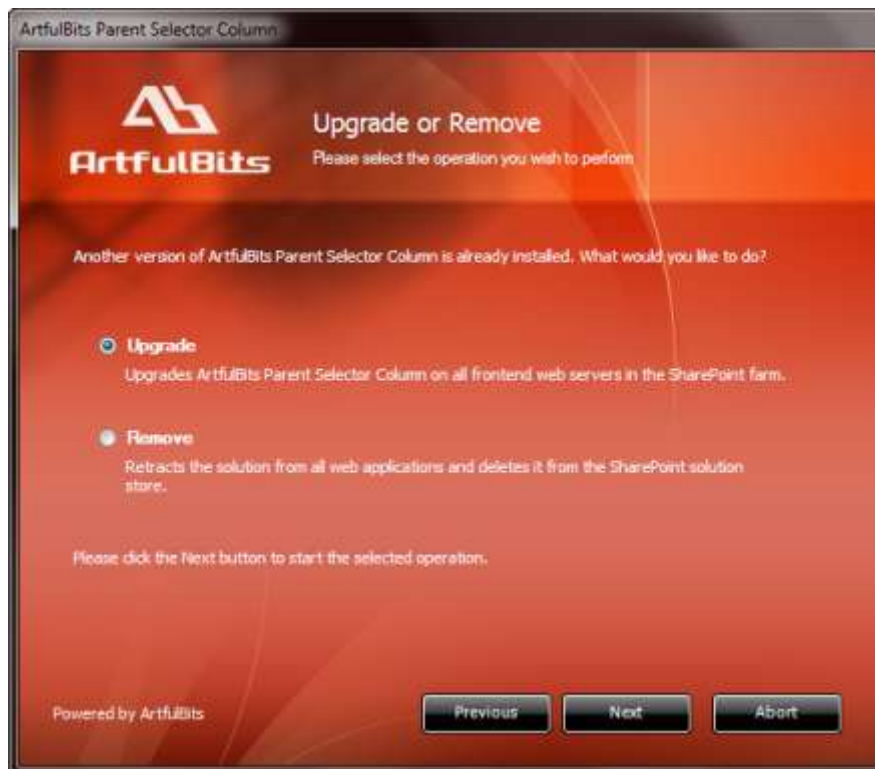 ArtfulBits Parent Selector Column
ArtfulBits
Upgrade or Remove
Please select the operation you wish to perform
Another version of ArtfulBits Parent Selector Column is already installed. What would you like to do?
Upgrade
Upgrades ArtfulBits Parent Selector Column on all frontend web servers in the SharePoint farm.
Remove
Retracts the solution from all web applications and deletes it from the SharePoint solution
store.
Please click the Next button to start the selected operation.
Powered by ArtfulBits
Previous
Next
Abort